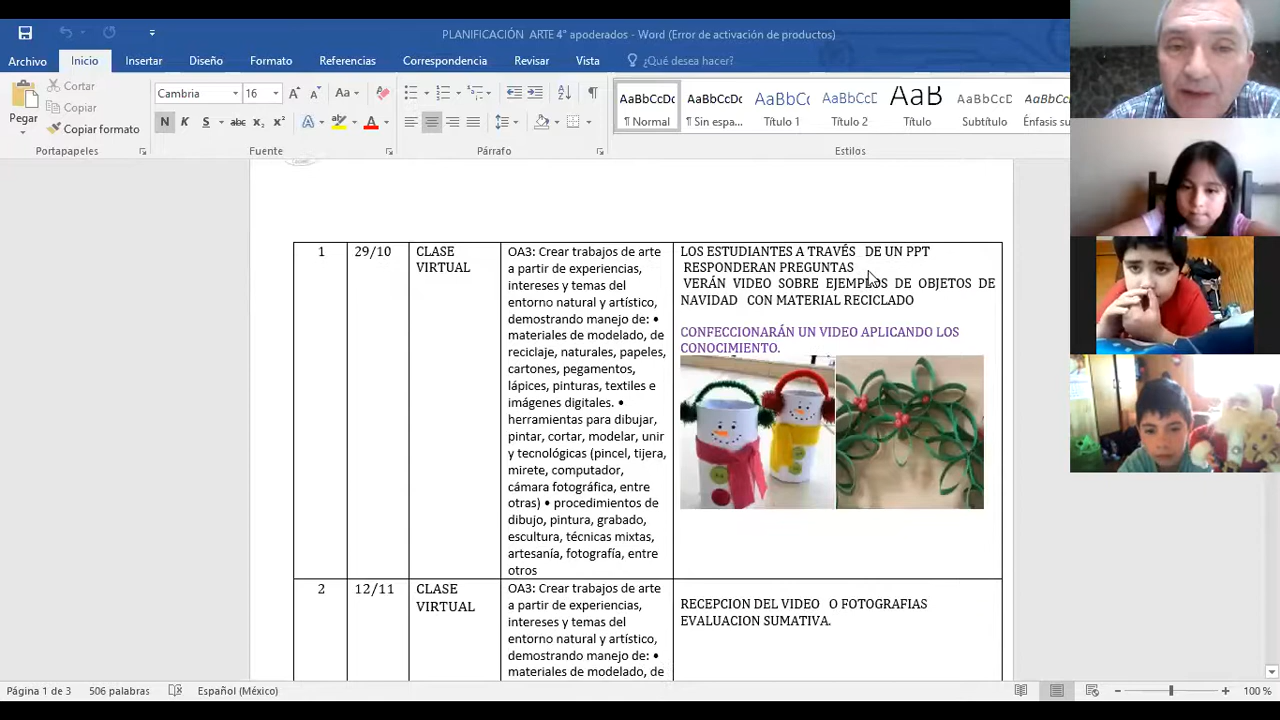 PLANIFICACIÓN ARTE 4° apoderados - Word (Error de activación de productos)
Archivo
Inicio
Insertar
Diseño
Formato
Referencias
Correspondencia
Revisar
Vista
¿Qué desea hacer?
Pegar
Cortar
Copiar
Copiar formato
Portapapeles
Cambria
16
Aa
N K S abc x₂ x²
Fuente
Párrafo
AaBbCcDc
¶ Normal
AaBbCcDc
¶ Sin espa...
AaBbCc
Título 1
AaBbCcD
Título 2
AaB
Título
AaBbCcD
Subtítulo
AaBbCcD
Énfasis su
Estilos
1
29/10
CLASE
VIRTUAL
OA3: Crear trabajos de arte
a partir de experiencias,
intereses y temas del
entorno natural y artístico,
demostrando manejo de: •
materiales de modelado, de
reciclaje, naturales, papeles,
cartones, pegamentos,
lápices, pinturas, textiles e
imágenes digitales. •
herramientas para dibujar,
pintar, cortar, modelar, unir
y tecnológicas (pincel, tijera,
mirete, computador,
cámara fotográfica, entre
otras) • procedimientos de
dibujo, pintura, grabado,
escultura, técnicas mixtas,
artesanía, fotografía, entre
otros
LOS ESTUDIANTES A TRAVÉS DE UN PPT
RESPONDERAN PREGUNTAS
VERÁN VIDEO SOBRE EJEMPLOS DE OBJETOS DE
NAVIDAD CON MATERIAL RECICLADO
CONFECCIONARÁN UN VIDEO APLICANDO LOS
CONOCIMIENTO.
2
12/11
CLASE
VIRTUAL
OA3: Crear trabajos de arte
a partir de experiencias,
intereses y temas del
entorno natural y artístico,
demostrando manejo de: •
materiales de modelado, de
RECEPCION DEL VIDEO O FOTOGRAFIAS
EVALUACION SUMATIVA.
Página 1 de 3
506 palabras
Español (México)
100 %